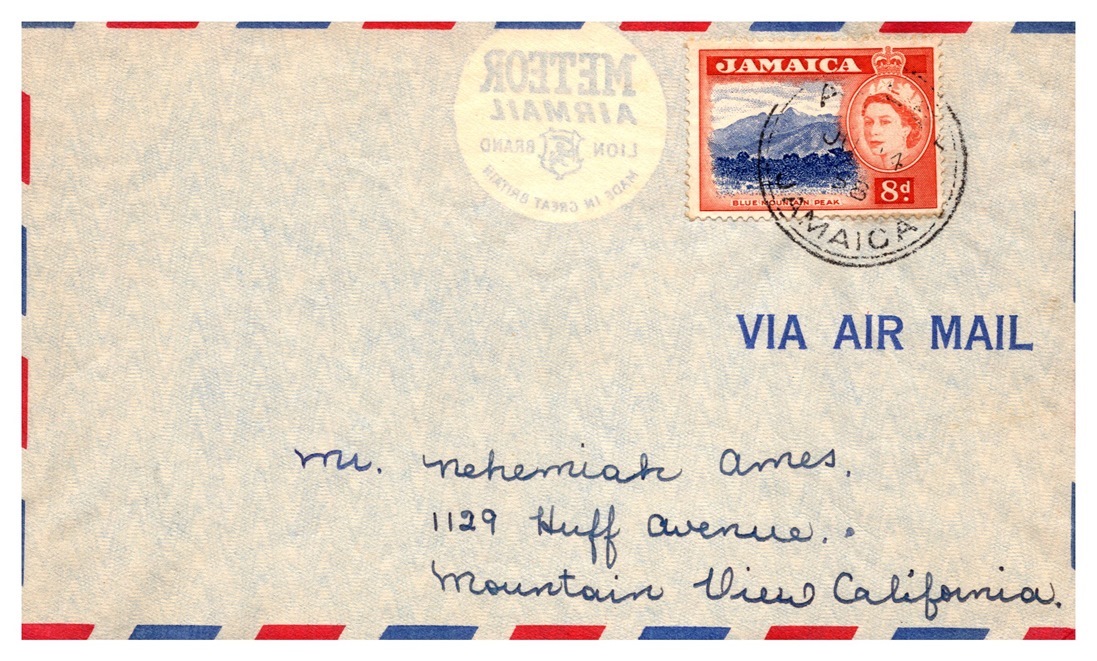 METEOR
AIRMAIL
LION BRAND
MADE IN GREAT BRITAIN
JAMAICA
BLUE MOUNTAIN PEAK
8d.
JAMAICA
VIA AIR MAIL
Mr. Nehemiah Ames.
1129 Huff Avenue..
Mountain View California.